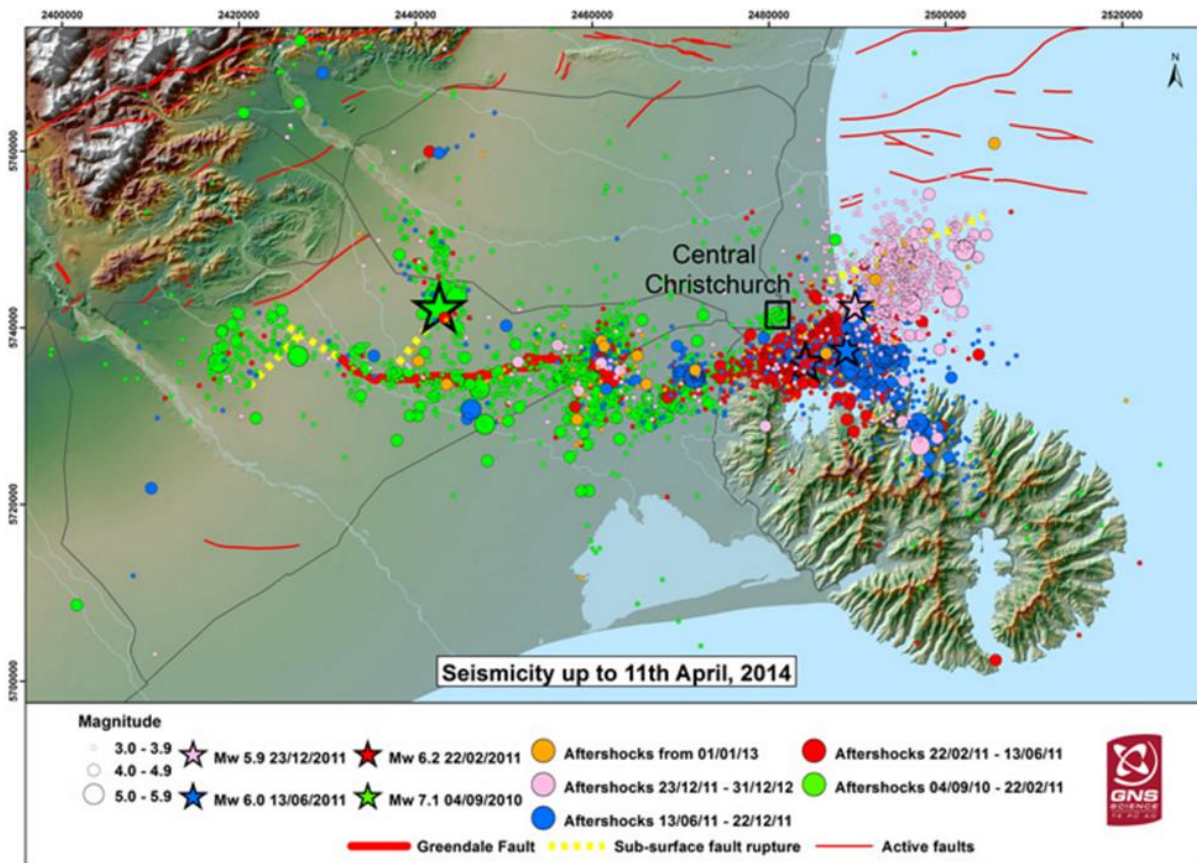 2400000 2420000 2440000 2460000 2480000 2500000 2520000
N
5760000
5740000
5720000
5700000
Central
Christchurch
Seismicity up to 11th April, 2014
Magnitude
3.0 - 3.9
4.0 - 4.9
5.0 - 5.9
Mw 5.9 23/12/2011
Mw 6.0 13/06/2011
Mw 6.2 22/02/2011
Mw 7.1 04/09/2010
Aftershocks from 01/01/13
Aftershocks 23/12/11 - 31/12/12
Aftershocks 13/06/11 - 22/12/11
Aftershocks 22/02/11 - 13/06/11
Aftershocks 04/09/10 - 22/02/11
Greendale Fault
Sub-surface fault rupture
Active faults
GNS
SCIENCE
TE PŪ AO